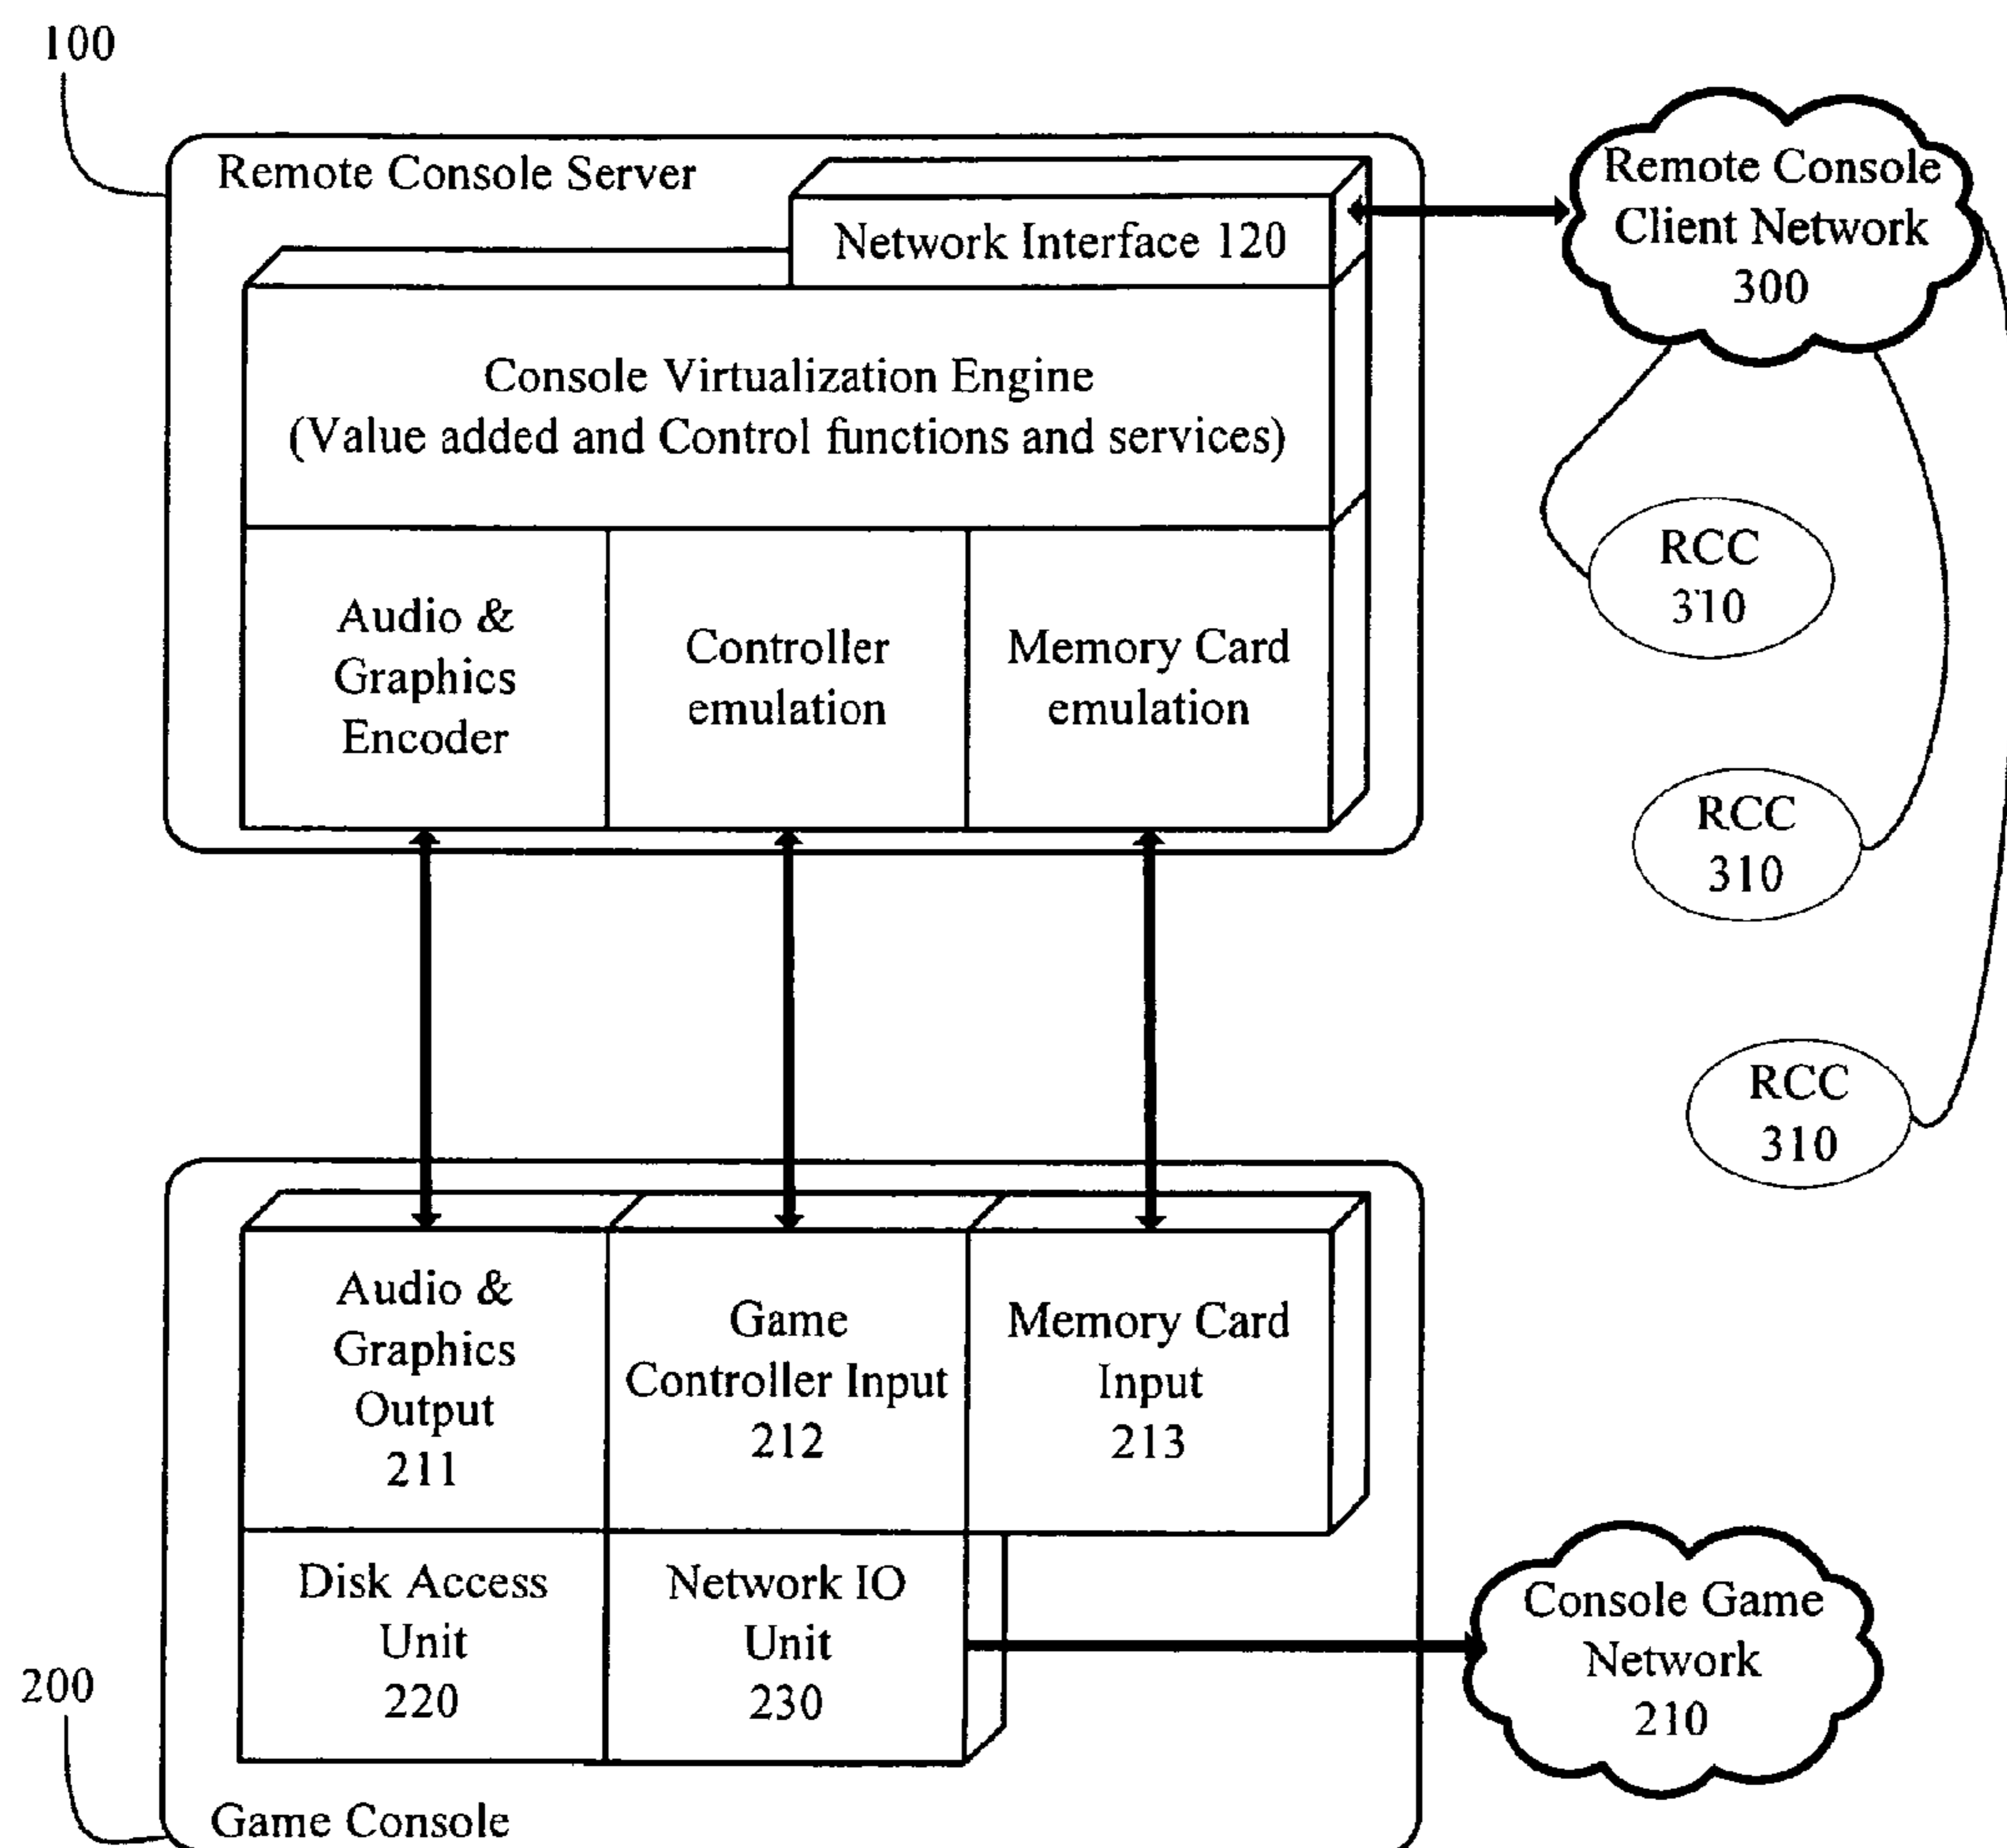 100
Remote Console Server
Network Interface 120
Console Virtualization Engine
(Value added and Control functions and services)
Audio &
Graphics
Encoder
Controller
emulation
Memory Card
emulation
Remote Console
Client Network
300
RCC
310
RCC
310
RCC
310
Audio &
Graphics
Output
211
Game
Controller Input
212
Memory Card
Input
213
Disk Access
Unit
220
Network IO
Unit
230
Console Game
Network
210
200
Game Console